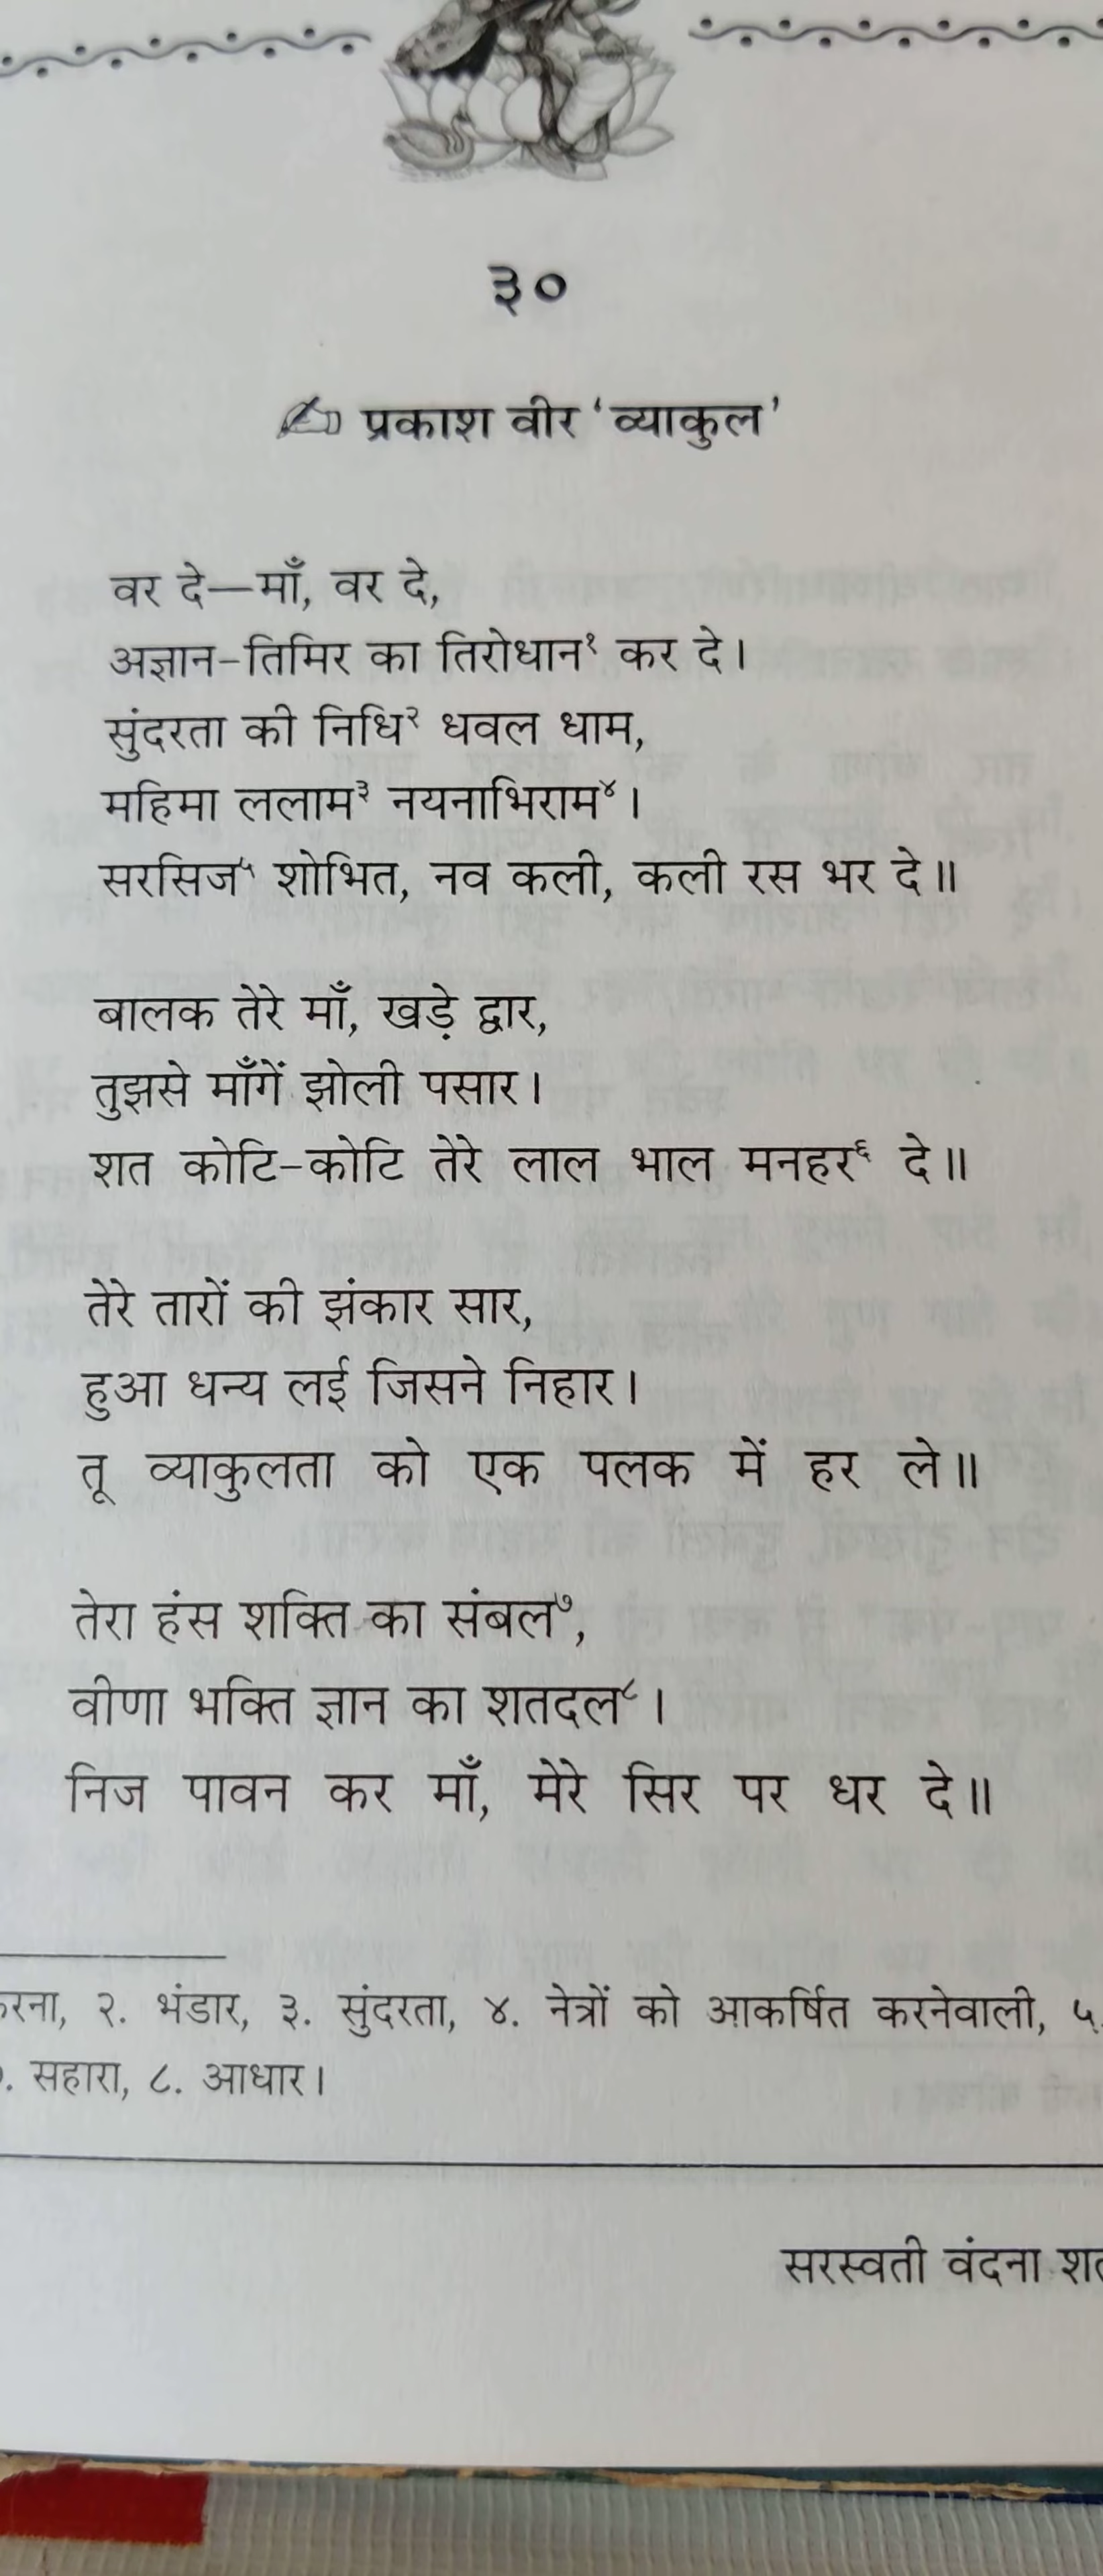 ३०
प्रकाश वीर ‘व्याकुल’
वर दे—माँ, वर दे,
अज्ञान-तिमिर का तिरोधान१ कर दे।
सुंदरता की निधि२ धवल धाम,
महिमा ललाम३ नयनाभिराम४।
सरसिज५ शोभित, नव कली, कली रस भर दे॥
बालक तेरे माँ, खड़े द्वार,
तुझसे माँगें झोली पसार।
शत कोटि-कोटि तेरे लाल भाल मनहर६ दे॥
तेरे तारों की झंकार सार,
हुआ धन्य लई जिसने निहार।
तू व्याकुलता को एक पलक में हर ले॥
तेरा हंस शक्ति का संबल७,
वीणा भक्ति ज्ञान का शतदल८।
निज पावन कर माँ, मेरे सिर पर धर दे॥
रना, २. भंडार, ३. सुंदरता, ४. नेत्रों को आकर्षित करनेवाली, ५.
. सहारा, ८. आधार।
सरस्वती वंदना